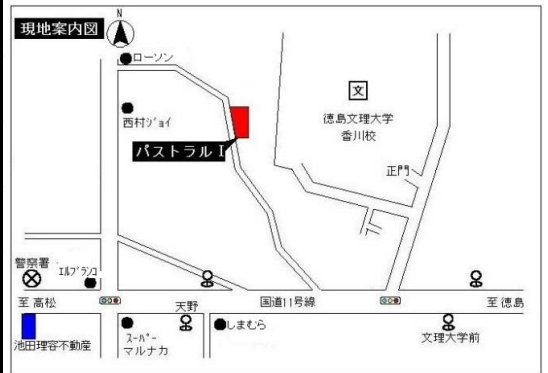 現地案内図
N
ローソン
西村ジョイ
文
徳島文理大学
香川校
パストラルⅠ
正門
警察署
エルブランコ
至 高松
天野
国道11号線
至 徳島
池田理容不動産
スーパー
マルナカ
しまむら
文理大学前